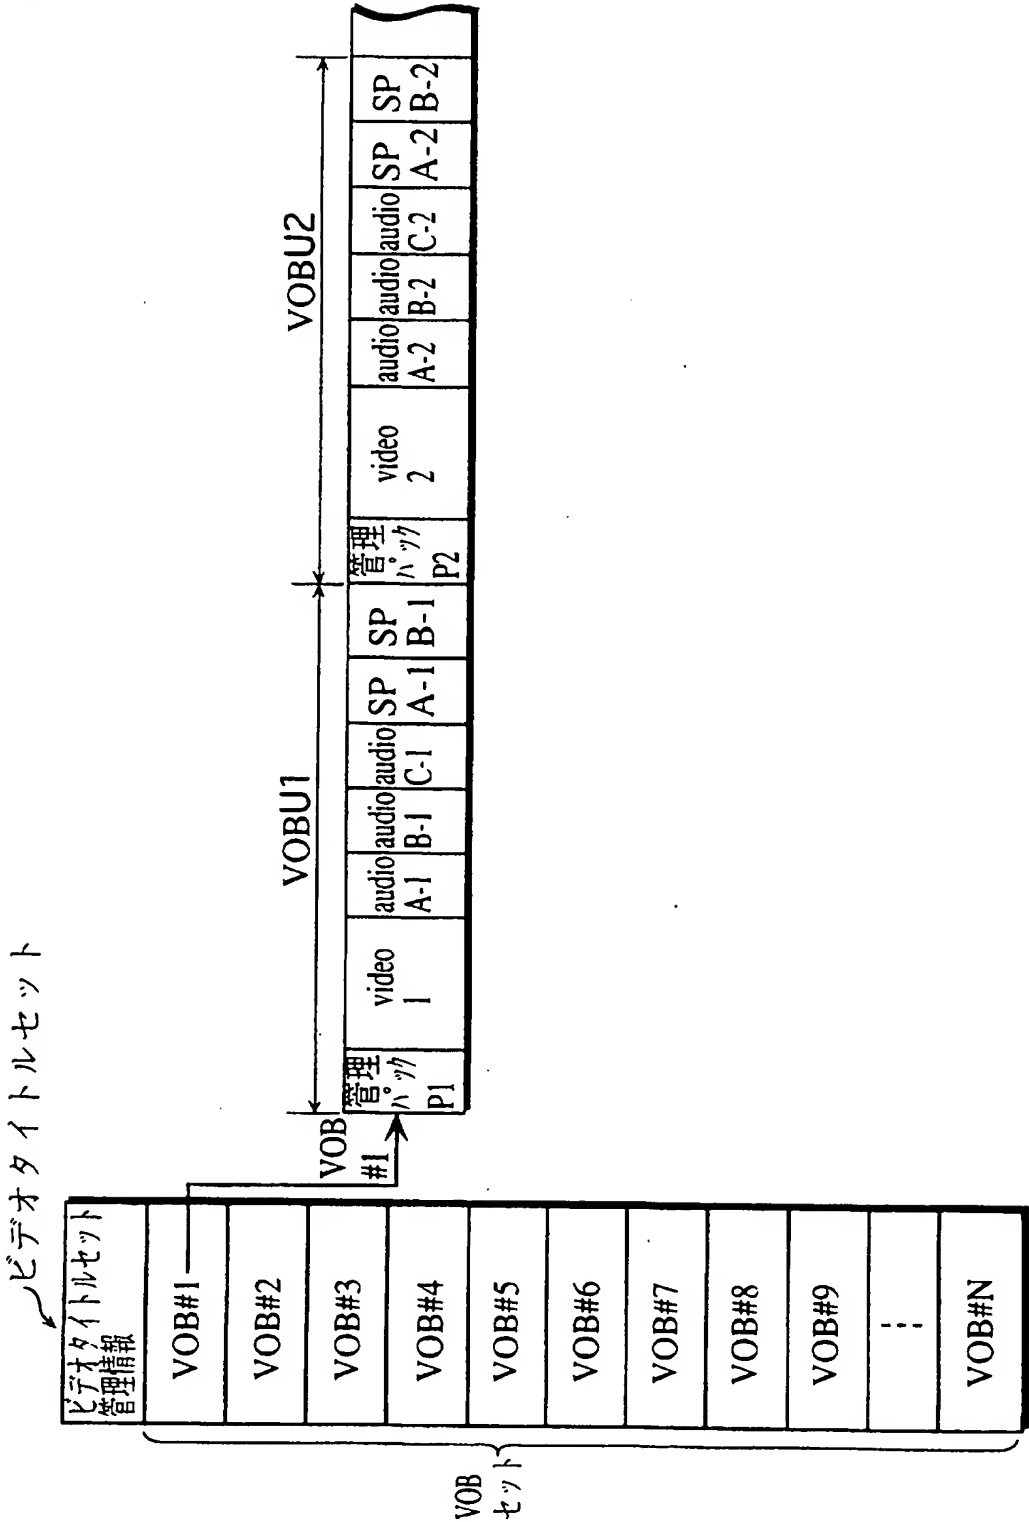 ビデオタイトルセット
ビデオタイトルセット
管理情報
VOB#1
VOB#2
VOB#3
VOB#4
VOB#5
VOB#6
VOB#7
VOB#8
VOB#9
VOB#N
VOB
セット
VOB
#1
VOBU1
管理
パック
P1
video
1
audio
A-1
audio
B-1
audio
C-1
SP
A-1
SP
B-1
VOBU2
管理
パック
P2
video
2
audio
A-2
audio
B-2
audio
C-2
SP
A-2
SP
B-2